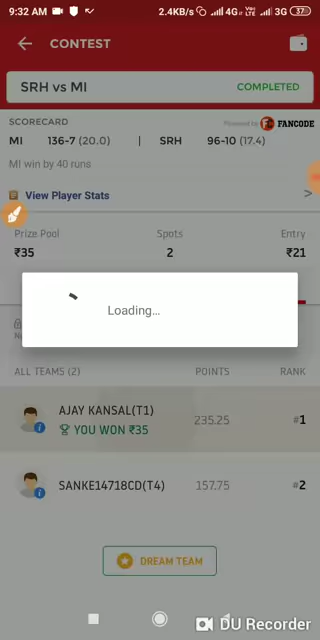 9:32 AM 2.4KB/s 4G VoLTE 3G 37
CONTEST
SRH vs MI COMPLETED
SCORECARD Powered by FANCODE
MI 136-7 (20.0) | SRH 96-10 (17.4)
MI win by 40 runs
View Player Stats >
Prize Pool Spots Entry
₹35 2 ₹21
Loading...
ALL TEAMS (2) POINTS RANK
AJAY KANSAL(T1) 235.25 #1
YOU WON ₹35
SANKE14718CD(T4) 157.75 #2
DREAM TEAM
DU Recorder